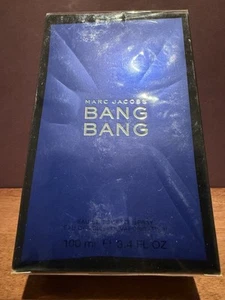 MARC JACOBS
BANG
BANG
100 ml ℮ 3.4 FL OZ